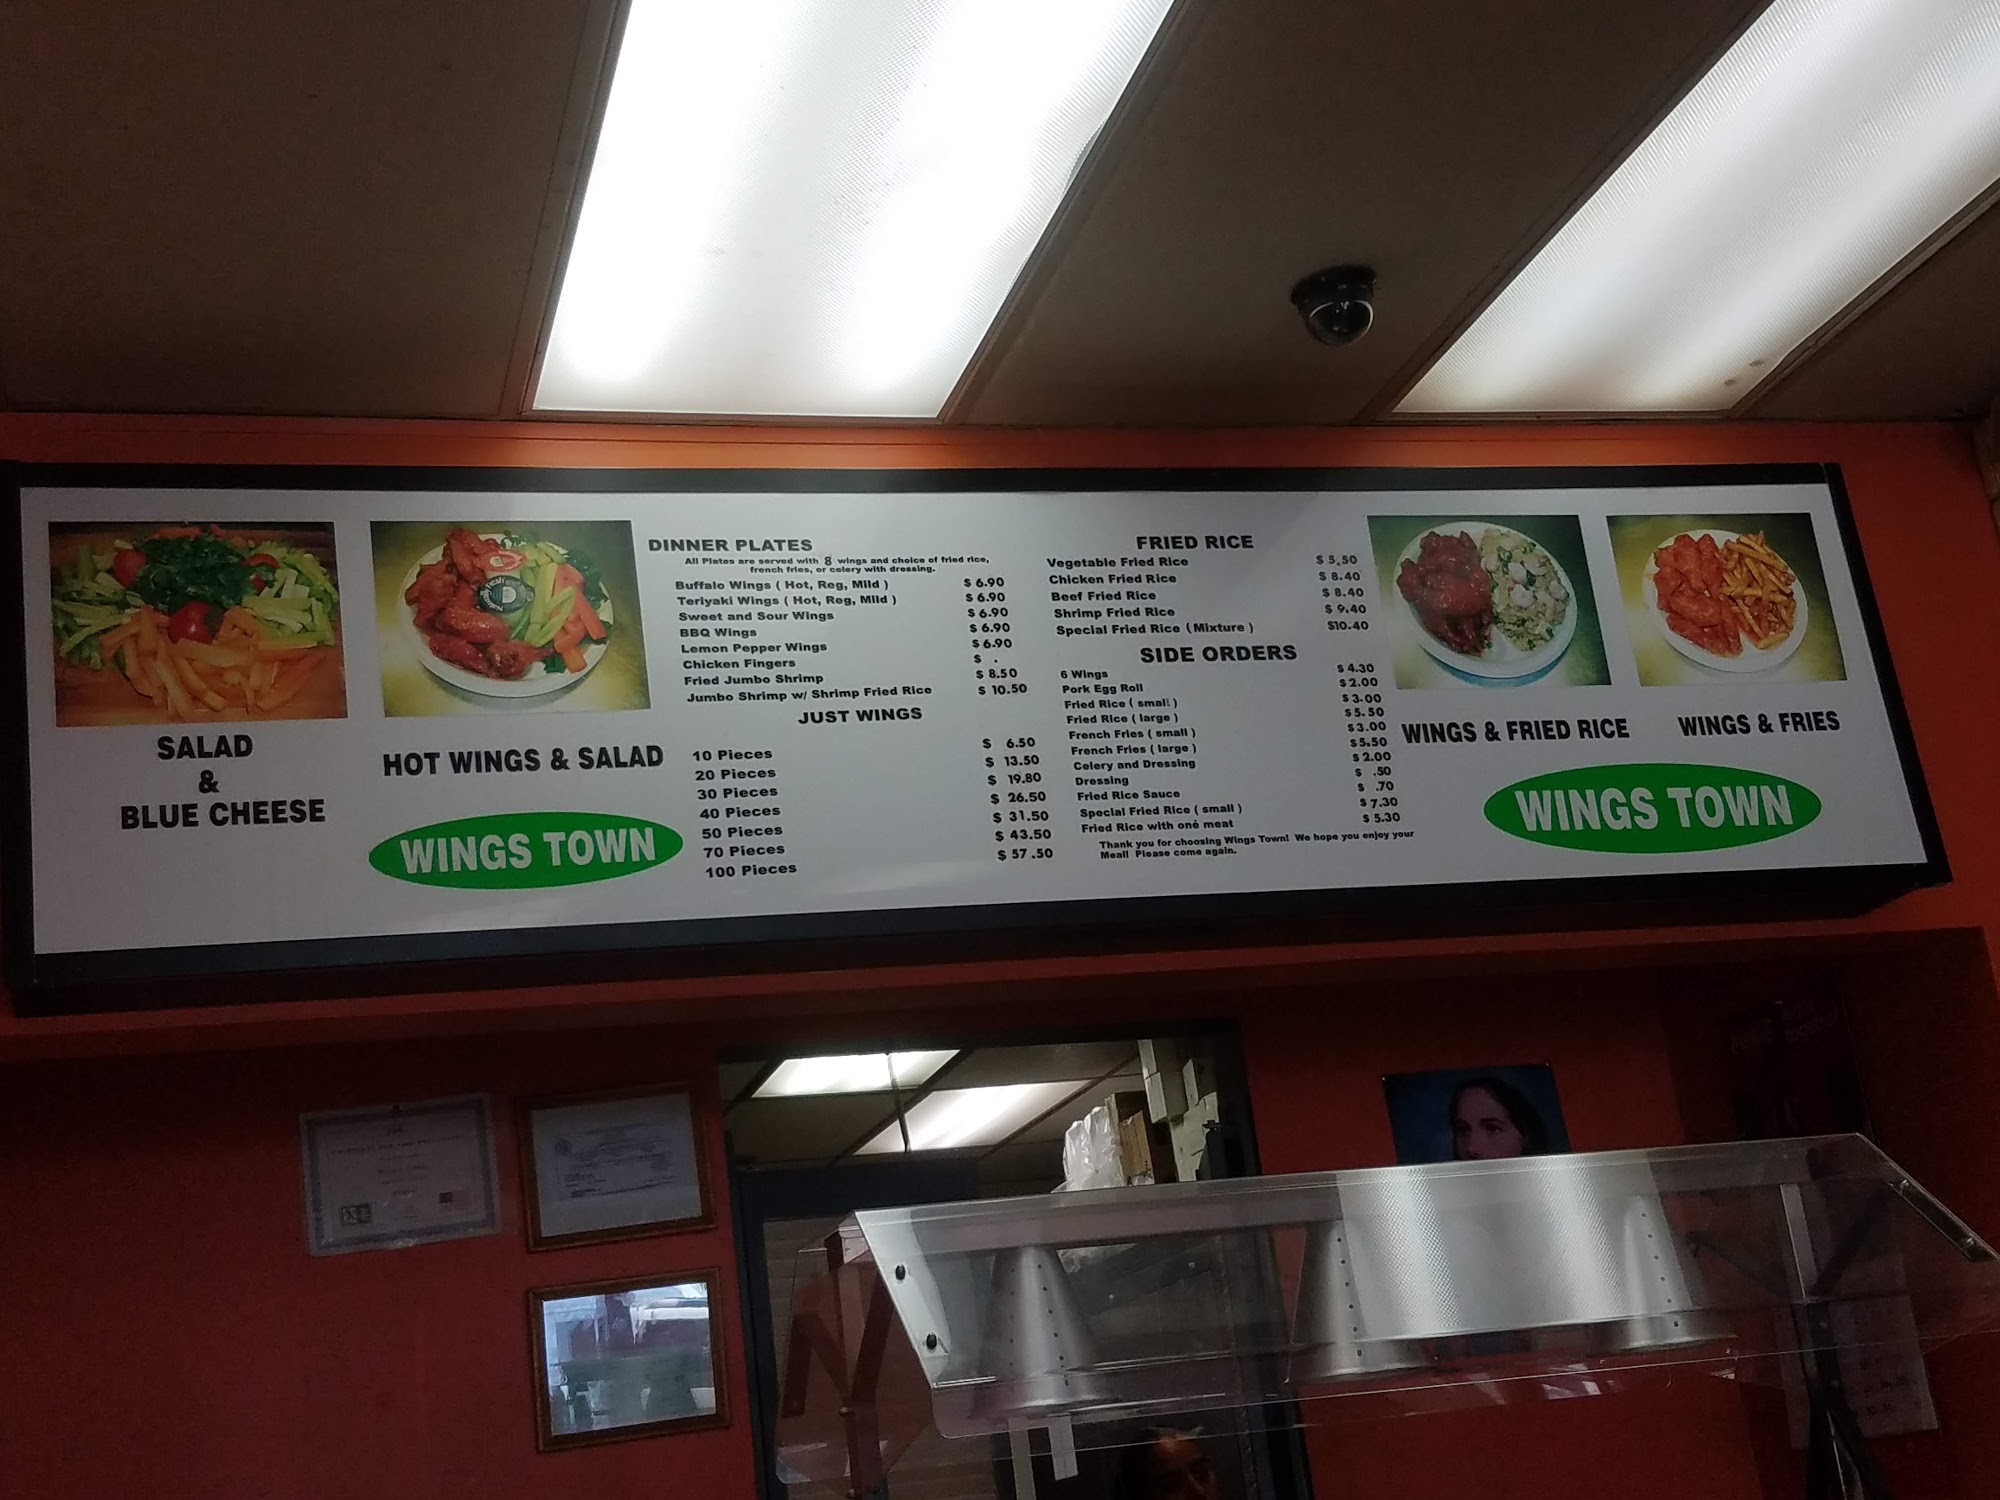 SALAD
&
BLUE CHEESE
HOT WINGS & SALAD
WINGS TOWN
DINNER PLATES
All Plates are served with 8 wings and choice of fried rice,
french fries, or celery with dressing.
Buffalo Wings ( Hot, Reg, Mild ) $ 6.90
Teriyaki Wings ( Hot, Reg, Mild ) $ 6.90
Sweet and Sour Wings $ 6.90
BBQ Wings $ 6.90
Lemon Pepper Wings $ 6.90
Chicken Fingers $ .
Fried Jumbo Shrimp $ 8.50
Jumbo Shrimp w/ Shrimp Fried Rice $ 10.50
JUST WINGS
10 Pieces $ 6.50
20 Pieces $ 13.50
30 Pieces $ 19.80
40 Pieces $ 26.50
50 Pieces $ 31.50
70 Pieces $ 43.50
100 Pieces $ 57.50
FRIED RICE
Vegetable Fried Rice $ 5.50
Chicken Fried Rice $ 8.40
Beef Fried Rice $ 8.40
Shrimp Fried Rice $ 9.40
Special Fried Rice ( Mixture ) $10.40
SIDE ORDERS
6 Wings $ 4.30
Pork Egg Roll $ 2.00
Fried Rice ( small ) $ 3.00
Fried Rice ( large ) $ 5.50
French Fries ( small ) $ 3.00
French Fries ( large ) $ 5.50
Celery and Dressing $ 2.00
Dressing $ .50
Fried Rice Sauce $ .70
Special Fried Rice ( small ) $ 7.30
Fried Rice with one meat $ 5.30
Thank you for choosing Wings Town! We hope you enjoy your
Meal! Please come again.
WINGS & FRIED RICE
WINGS & FRIES
WINGS TOWN